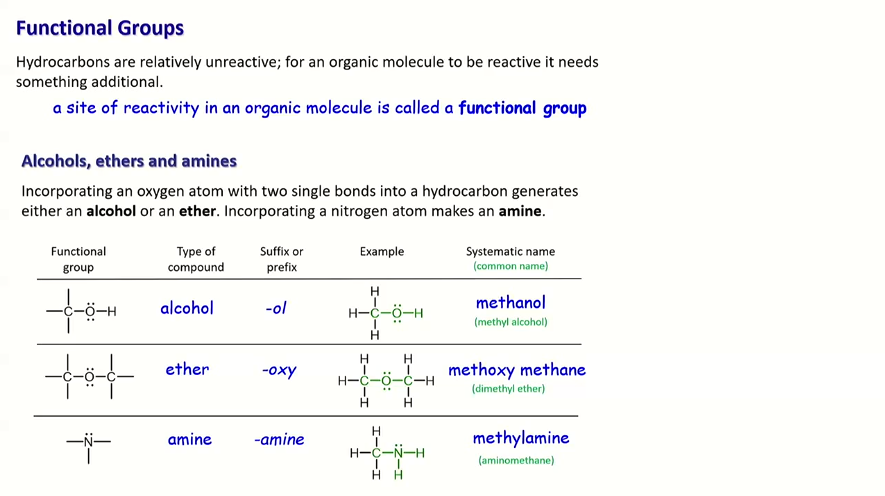 Functional Groups
Hydrocarbons are relatively unreactive; for an organic molecule to be reactive it needs
something additional.
a site of reactivity in an organic molecule is called a functional group
Alcohols, ethers and amines
Incorporating an oxygen atom with two single bonds into a hydrocarbon generates
either an alcohol or an ether. Incorporating a nitrogen atom makes an amine.
Functional group Type of compound Suffix or prefix Example Systematic name (common name)
C O H alcohol -ol H H C O H H methanol (methyl alcohol)
C O C ether -oxy H H H C O C H H H methoxy methane (dimethyl ether)
N amine -amine H H C N H H H methylamine (aminomethane)